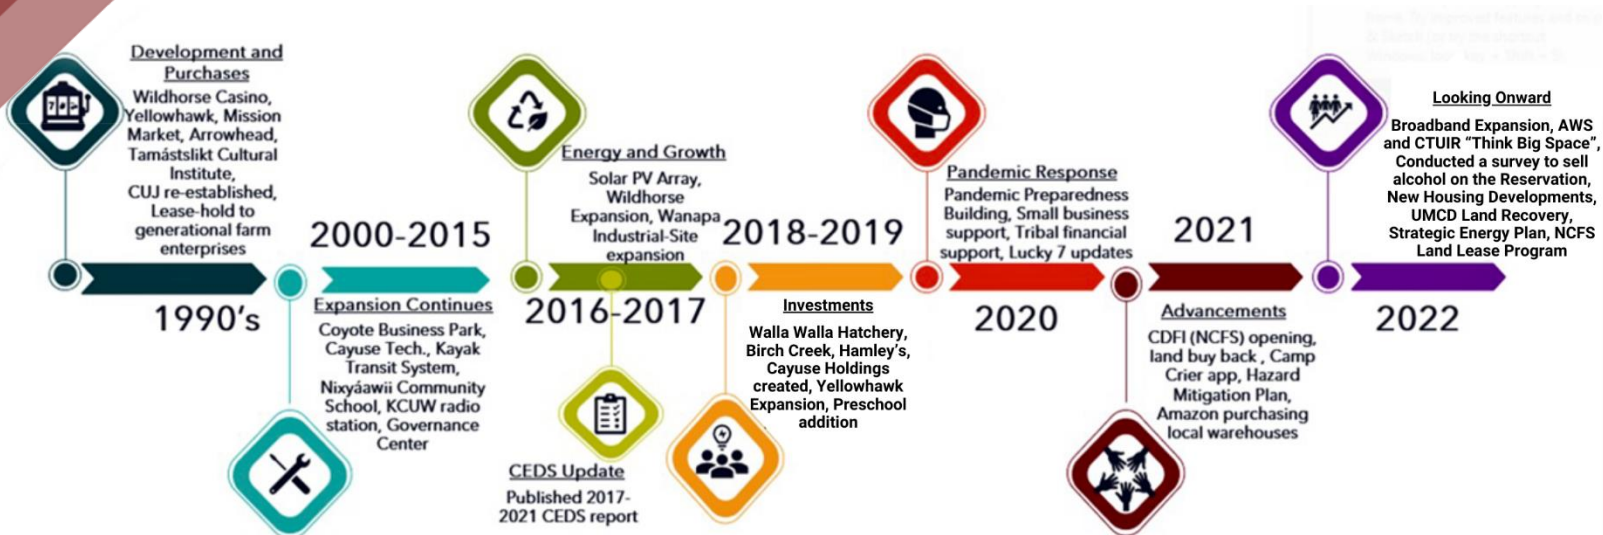 Development and
Purchases
Wildhorse Casino,
Yellowhawk, Mission
Market, Arrowhead,
Tamástslikt Cultural
Institute,
CUJ re-established,
Lease-hold to
generational farm
enterprises
1990's
2000-2015
Expansion Continues
Coyote Business Park,
Cayuse Tech., Kayak
Transit System,
Nixyáawii Community
School, KCUW radio
station, Governance
Center
Energy and Growth
Solar PV Array,
Wildhorse
Expansion, Wanapa
Industrial-Site
expansion
2016-2017
CEDS Update
Published 2017-
2021 CEDS report
2018-2019
Investments
Walla Walla Hatchery,
Birch Creek, Hamley's,
Cayuse Holdings
created, Yellowhawk
Expansion, Preschool
addition
Pandemic Response
Pandemic Preparedness
Building, Small business
support, Tribal financial
support, Lucky 7 updates
2020
2021
Advancements
CDFI (NCFS) opening,
land buy back , Camp
Crier app, Hazard
Mitigation Plan,
Amazon purchasing
local warehouses
Looking Onward
Broadband Expansion, AWS
and CTUIR “Think Big Space”,
Conducted a survey to sell
alcohol on the Reservation,
New Housing Developments,
UMCD Land Recovery,
Strategic Energy Plan, NCFS
Land Lease Program
2022